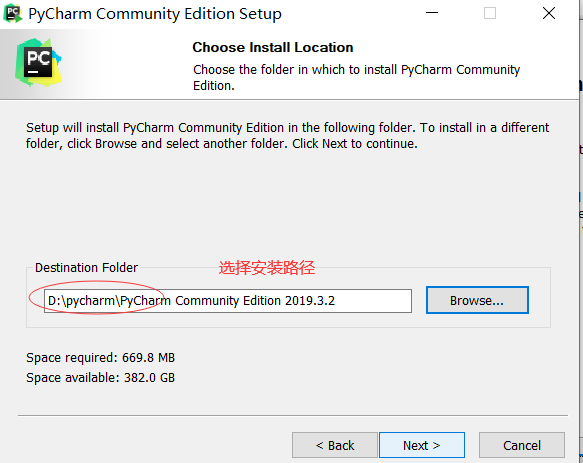 PyCharm Community Edition Setup
PC
Choose Install Location
Choose the folder in which to install PyCharm Community
Edition.
Setup will install PyCharm Community Edition in the following folder. To install in a different
folder, click Browse and select another folder. Click Next to continue.
选择安装路径
Destination Folder
D:\pycharm\PyCharm Community Edition 2019.3.2
Browse...
Space required: 669.8 MB
Space available: 382.0 GB
< Back
Next >
Cancel